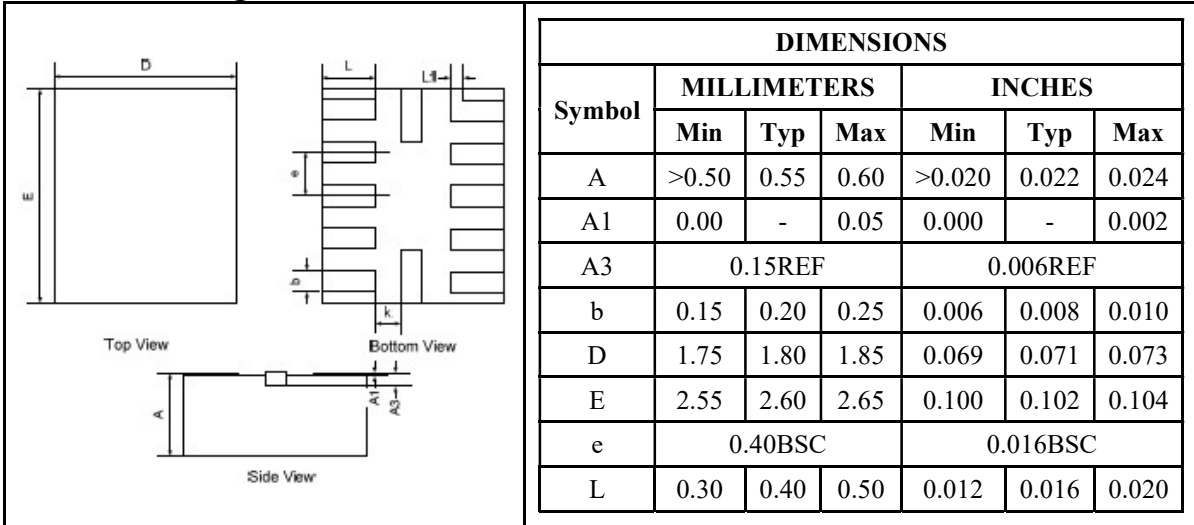 D
L
L1
E
e
b
k
Top View
Bottom View
A
A1
A3
Side View
DIMENSIONS
Symbol MILLIMETERS INCHES
Min Typ Max Min Typ Max
A >0.50 0.55 0.60 >0.020 0.022 0.024
A1 0.00 - 0.05 0.000 - 0.002
A3 0.15REF 0.006REF
b 0.15 0.20 0.25 0.006 0.008 0.010
D 1.75 1.80 1.85 0.069 0.071 0.073
E 2.55 2.60 2.65 0.100 0.102 0.104
e 0.40BSC 0.016BSC
L 0.30 0.40 0.50 0.012 0.016 0.020